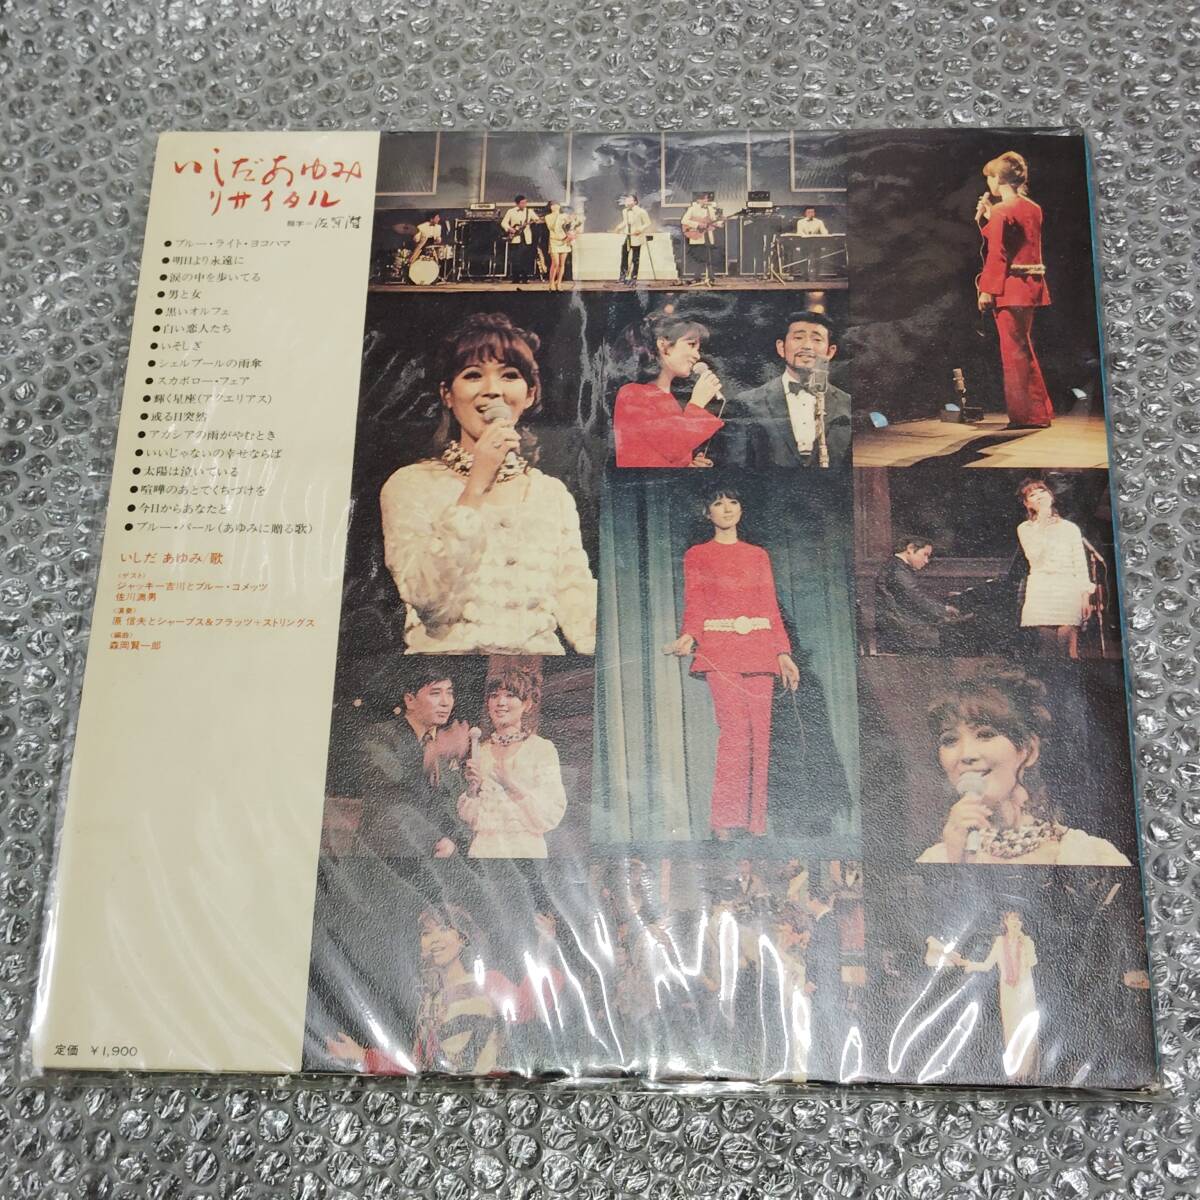 いしだあゆみ
リサイタル
題字—
●ブルー・ライト・ヨコハマ
●明日より永遠に
●涙の中を歩いてる
●男と女
●黒いオルフェ
●白い恋人たち
●いそしぎ
●シェルブールの雨傘
●スカボロー・フェア
●輝く星座(アクエリアス)
●或る日突然
●アカシアの雨がやむとき
●いいじゃないの幸せならば
●太陽は泣いている
●喧嘩のあとでくちづけを
●今日からあなたと
●ブルー・パール(あゆみに贈る歌)
いしだ あゆみ/歌
〈ゲスト〉
ジャッキー吉川とブルー・コメッツ
佐川満男
〈演奏〉
原 信夫とシャープス&フラッツ+ストリングス
〈編曲〉
森岡賢一郎
定価 ¥1,900